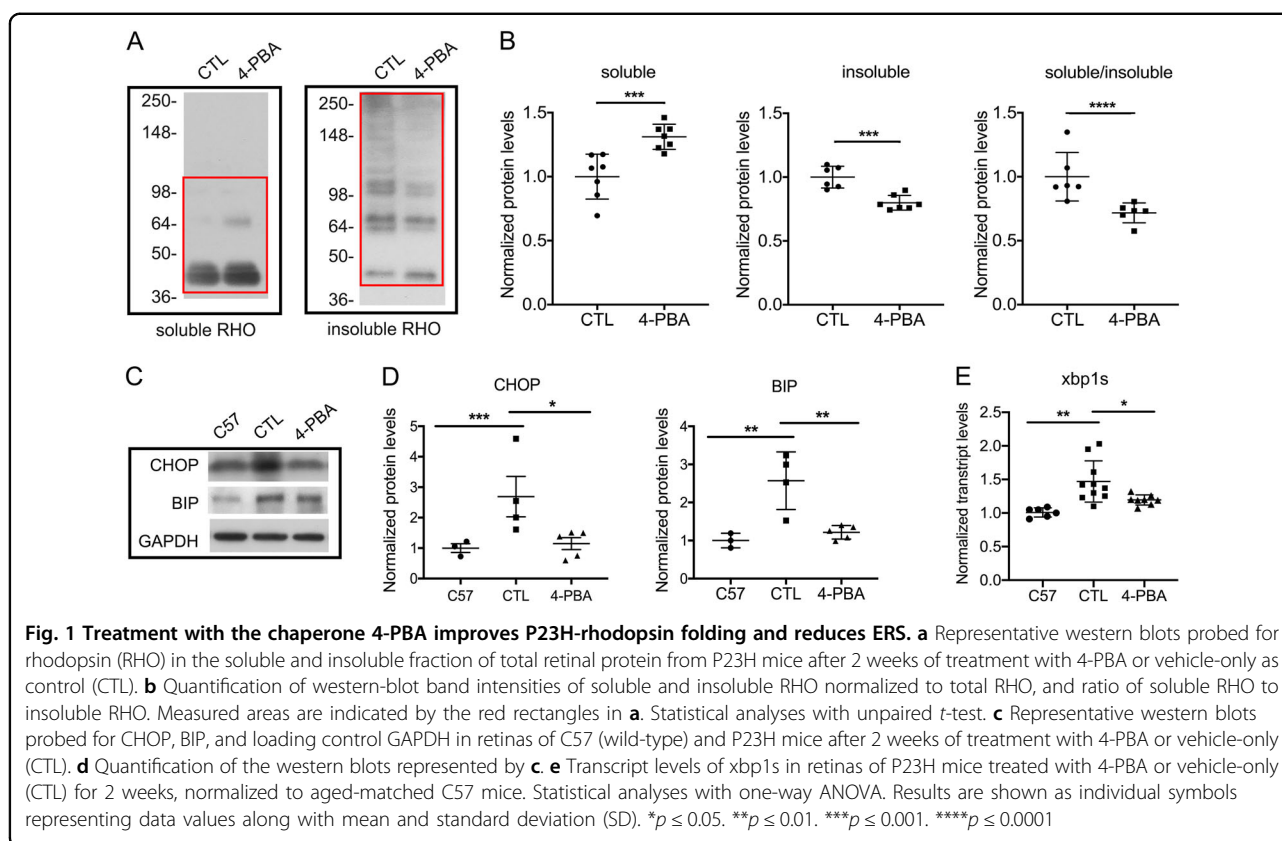 A
CTL
4-PBA
250-
148-
98-
64-
50-
36-
soluble RHO
CTL
4-PBA
250-
148-
98-
64-
50-
36-
insoluble RHO
B
soluble
***
Normalized protein levels
1.5
1.0
0.5
0.0
CTL
4-PBA
insoluble
***
Normalized protein levels
1.5
1.0
0.5
0.0
CTL
4-PBA
soluble/insoluble
****
Normalized protein levels
1.5
1.0
0.5
0.0
CTL
4-PBA
C
C57
CTL
4-PBA
CHOP
BIP
GAPDH
D
CHOP
***
*
Normalized protein levels
5
4
3
2
1
0
C57
CTL
4-PBA
BIP
**
**
Normalized protein levels
4
3
2
1
0
C57
CTL
4-PBA
E
xbp1s
**
*
Normalized transtript levels
2.5
2.0
1.5
1.0
0.5
0.0
C57
CTL
4-PBA
Fig. 1 Treatment with the chaperone 4-PBA improves P23H-rhodopsin folding and reduces ERS. a Representative western blots probed for
rhodopsin (RHO) in the soluble and insoluble fraction of total retinal protein from P23H mice after 2 weeks of treatment with 4-PBA or vehicle-only as
control (CTL). b Quantification of western-blot band intensities of soluble and insoluble RHO normalized to total RHO, and ratio of soluble RHO to
insoluble RHO. Measured areas are indicated by the red rectangles in a. Statistical analyses with unpaired t-test. c Representative western blots
probed for CHOP, BIP, and loading control GAPDH in retinas of C57 (wild-type) and P23H mice after 2 weeks of treatment with 4-PBA or vehicle-only
(CTL). d Quantification of the western blots represented by c. e Transcript levels of xbp1s in retinas of P23H mice treated with 4-PBA or vehicle-only
(CTL) for 2 weeks, normalized to aged-matched C57 mice. Statistical analyses with one-way ANOVA. Results are shown as individual symbols
representing data values along with mean and standard deviation (SD). *p ≤ 0.05. **p ≤ 0.01. ***p ≤ 0.001. ****p ≤ 0.0001